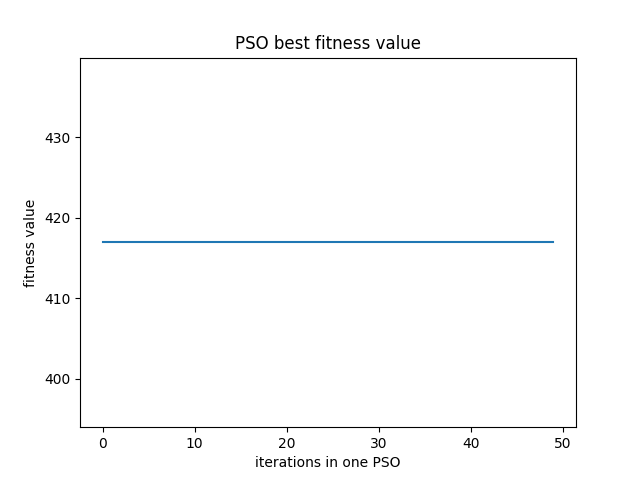 PSO best fitness value
fitness value
430
420
410
400
0 10 20 30 40 50
iterations in one PSO